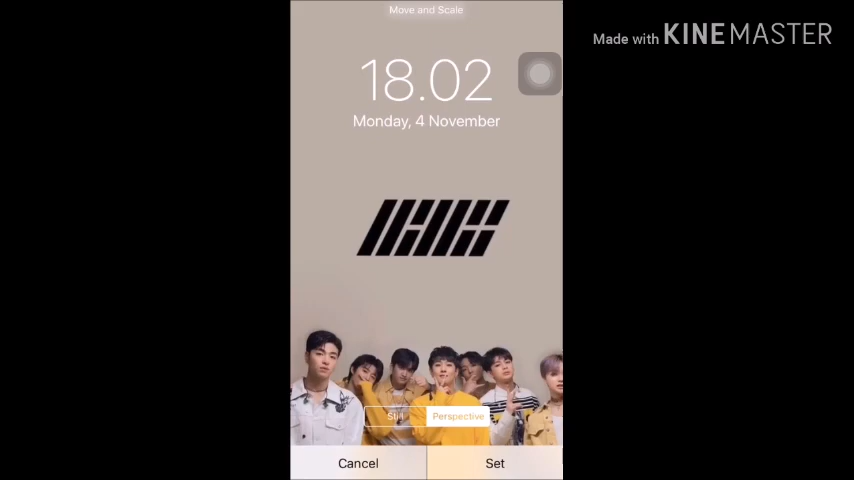 Move and Scale
Made with KINEMASTER
18.02
Monday, 4 November
Still
Perspective
Cancel
Set